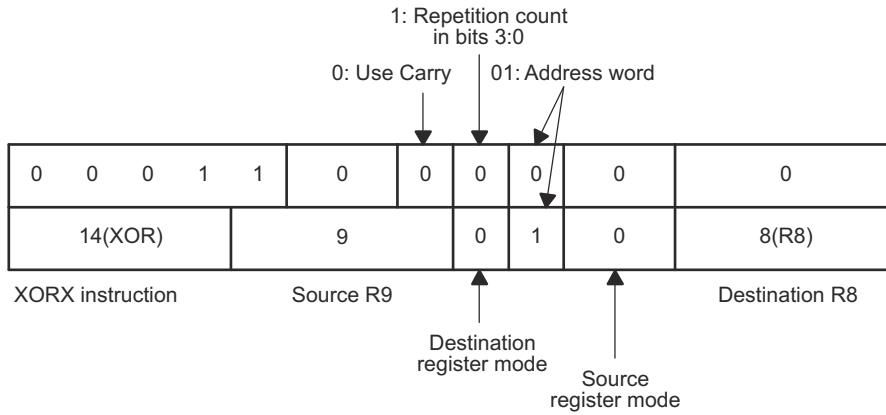 1: Repetition count
in bits 3:0
0: Use Carry
01: Address word
0 0 0 1 1 0 0 0 0 0 0
14(XOR) 9 0 1 0 8(R8)
XORX instruction
Source R9
Destination R8
Destination
register mode
Source
register mode